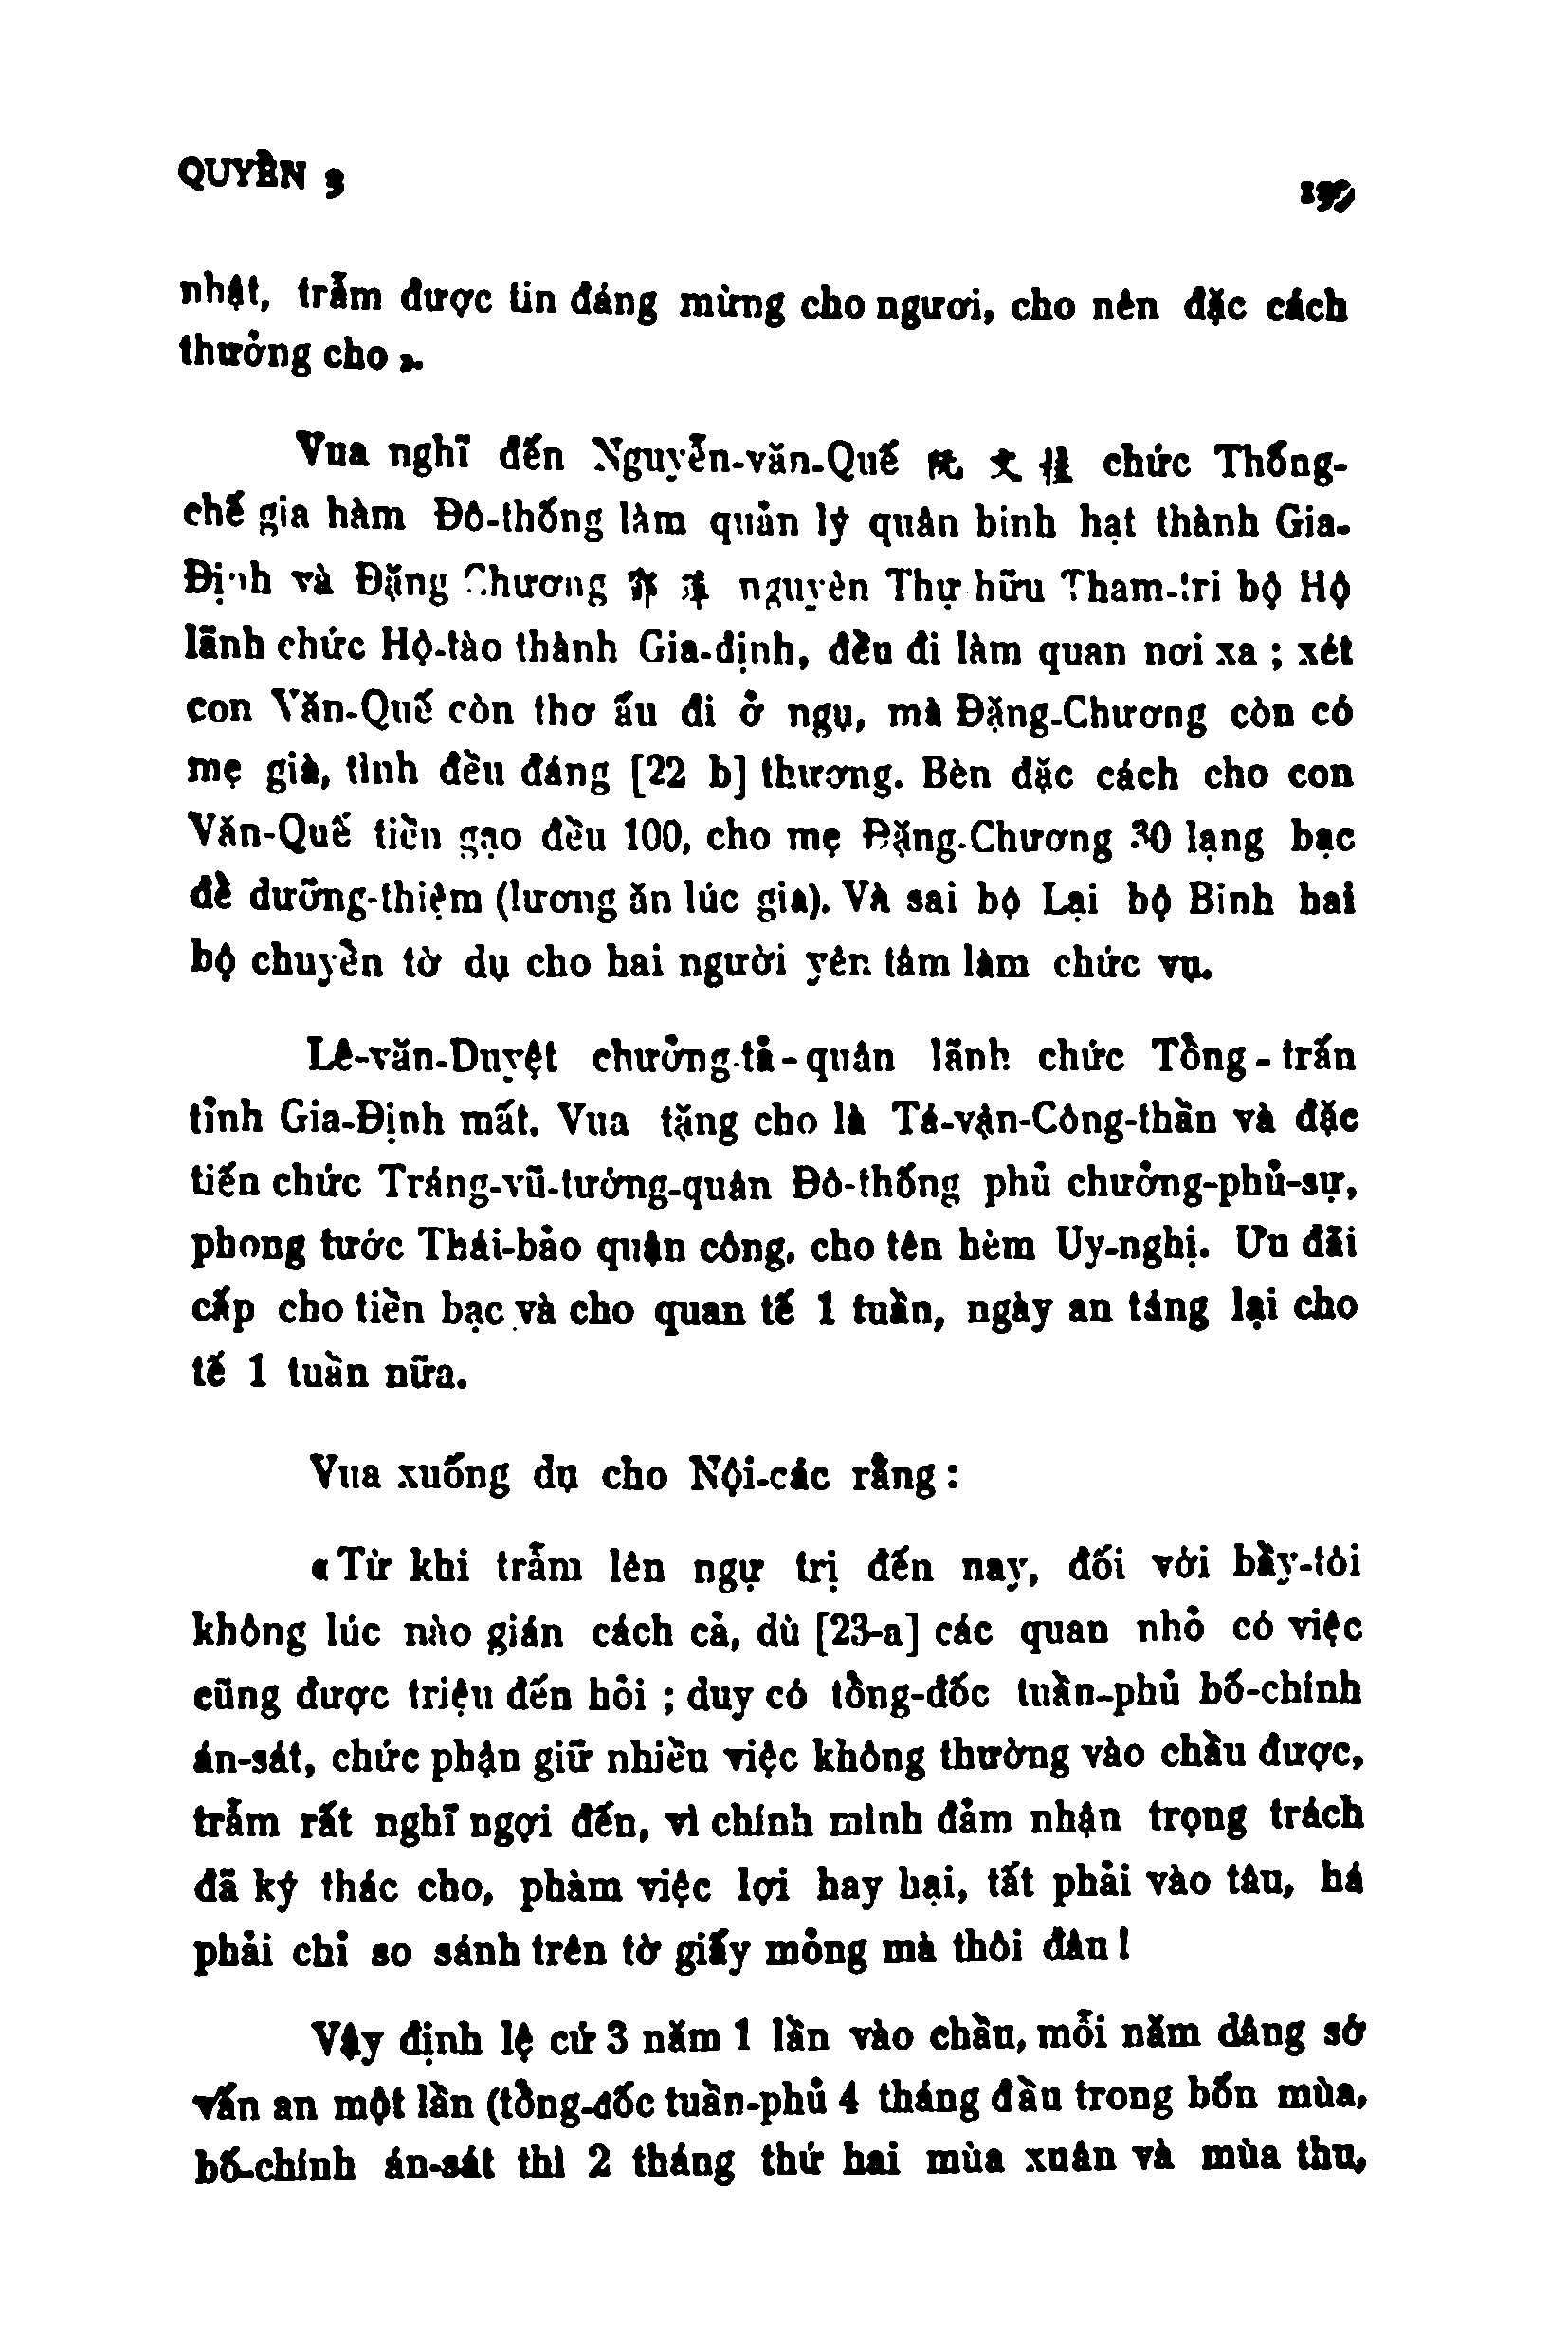 QUYỂN 3
199
nhật, trẫm được tin đáng mừng cho ngươi, cho nên đặc cách
thưởng cho ».
Vua nghĩ đến Nguyễn-văn-Quế 阮 文 桂 chức Thống-
chế gia hàm Đô-thống làm quản lý quân binh hạt thành Gia-
Định và Đặng Chương 鄧 漳 nguyên Thự hữu Tham-tri bộ Hộ
lãnh chức Hộ-tào thành Gia-định, đều đi làm quan nơi xa ; xét
con Văn-Quế còn thơ ấu đi ở ngụ, mà Đặng-Chương còn có
mẹ già, tình đều đáng [22 b] thương. Bèn đặc cách cho con
Văn-Quế tiền gạo đều 100, cho mẹ Đặng-Chương 30 lạng bạc
để dưỡng-thiệm (lương ăn lúc già). Và sai bộ Lại bộ Binh hai
bộ chuyển tờ dụ cho hai người yên tâm làm chức vụ.
Lê-văn-Duyệt chưởng-tả-quân lãnh chức Tổng-trấn
tỉnh Gia-Định mất. Vua tặng cho là Tá-vận-Công-thần và đặc
tiến chức Tráng-vũ-tướng-quân Đô-thống phủ chưởng-phủ-sự,
phong tước Thái-bảo quận công, cho tên hèm Uy-nghị. Ưu đãi
cấp cho tiền bạc và cho quan tế 1 tuần, ngày an táng lại cho
tế 1 tuần nữa.
Vua xuống dụ cho Nội-các rằng :
« Từ khi trẫm lên ngự trị đến nay, đối với bầy-tôi
không lúc nào gián cách cả, dù [23-a] các quan nhỏ có việc
cũng được triệu đến hỏi ; duy có tổng-đốc tuần-phủ bố-chính
án-sát, chức phận giữ nhiều việc không thường vào chầu được,
trẫm rất nghĩ ngợi đến, vì chính mình đảm nhận trọng trách
đã ký thác cho, phàm việc lợi hay hại, tất phải vào tâu, há
phải chỉ so sánh trên tờ giấy mỏng mà thôi đâu !
Vậy định lệ cứ 3 năm 1 lần vào chầu, mỗi năm dâng sớ
vấn an một lần (tổng-đốc tuần-phủ 4 tháng đầu trong bốn mùa,
bố-chính án-sát thì 2 tháng thứ hai mùa xuân và mùa thu,